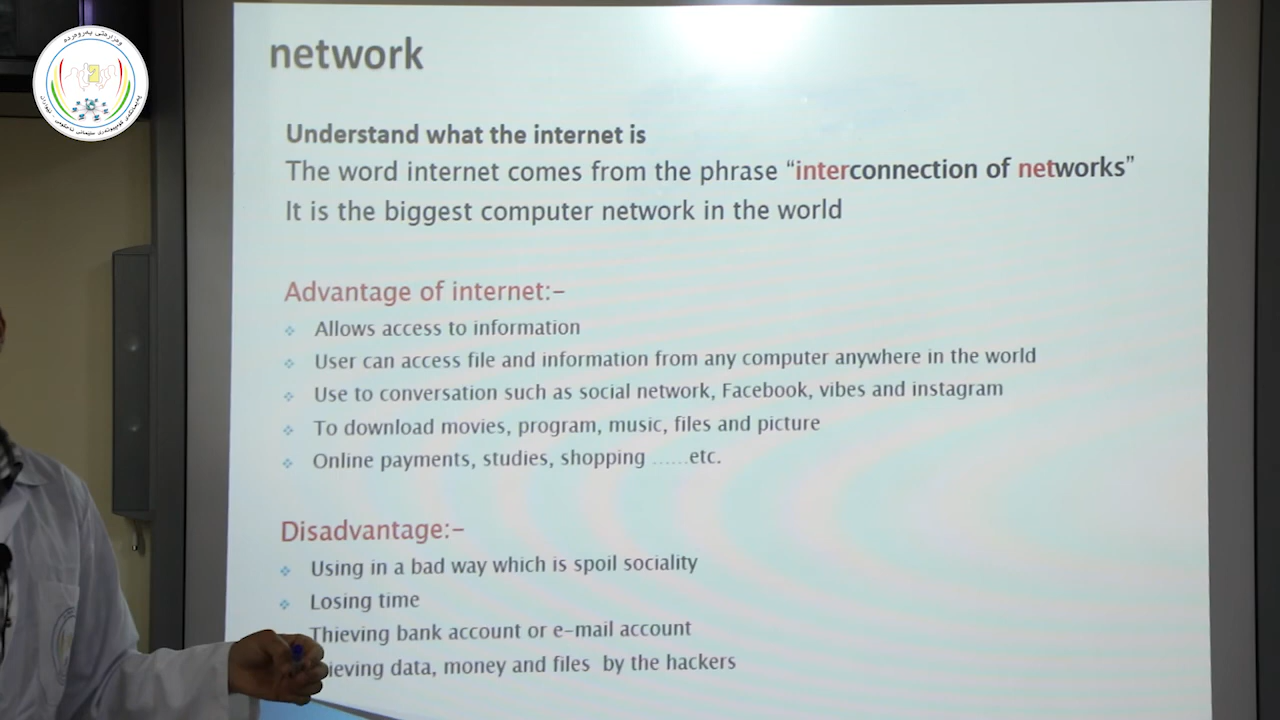 network
Understand what the internet is
The word internet comes from the phrase “interconnection of networks”
It is the biggest computer network in the world
Advantage of internet:-
Allows access to information
User can access file and information from any computer anywhere in the world
Use to conversation such as social network, Facebook, vibes and instagram
To download movies, program, music, files and picture
Online payments, studies, shopping ......etc.
Disadvantage:-
Using in a bad way which is spoil sociality
Losing time
Thieving bank account or e-mail account
ieving data, money and files by the hackers